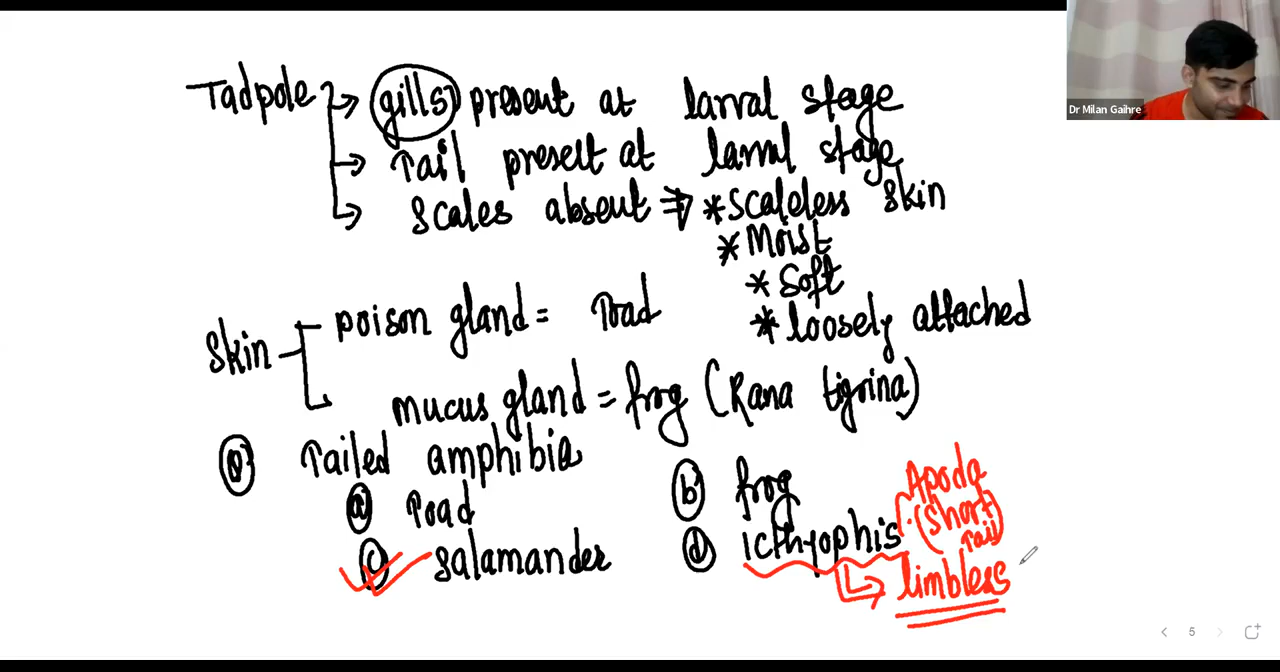 Dr Milan Gaihre
Tadpole → gills present at larval stage
→ Tail present at larval stage
→ scales absent ⇒ * scaleless skin
* Moist
* Soft
* loosely attached
skin
poison gland = Toad
mucus gland = frog (Rana tigrina)
Q Tailed amphibia
a Toad
b frog
c salamander
d icthyophis
Apoda
(short tail)
limbless
5